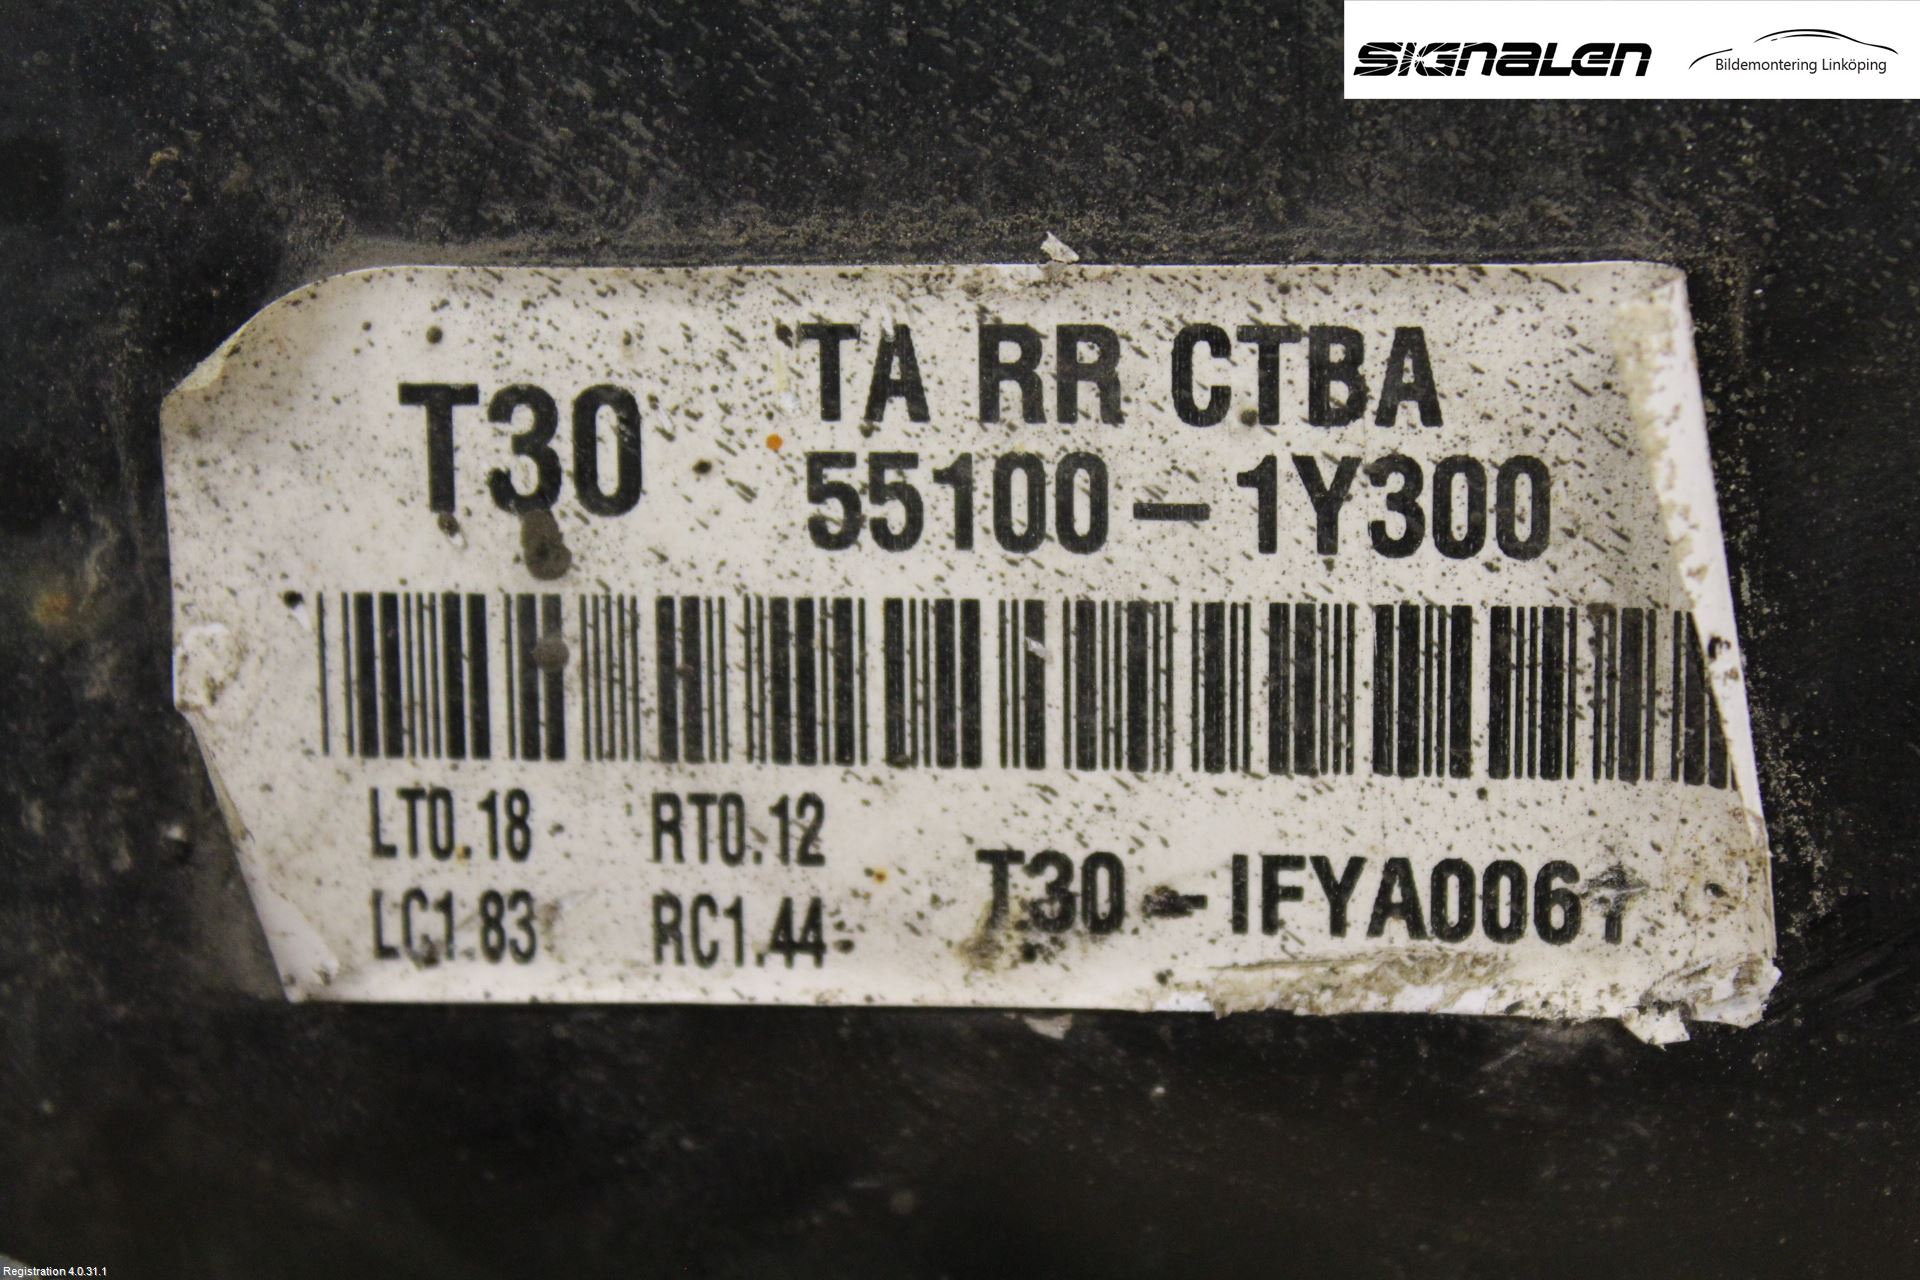 SIGNALEN
Bildemontering Linköping
TA RR CTBA
T30
55100-1Y300
LT0.18 RT0.12
LC1.83 RC1.44
T30-IFYA0061
Registration 4.0.31.1